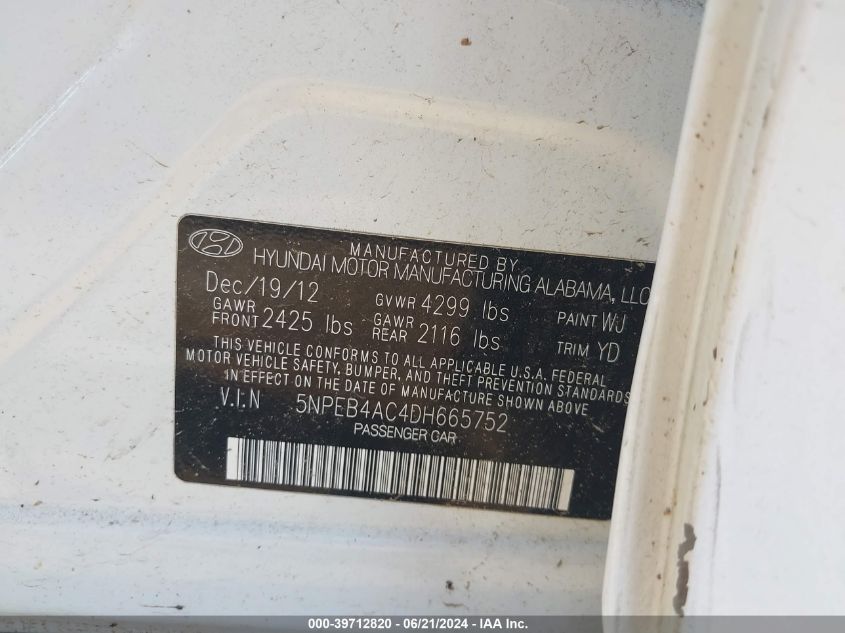 MANUFACTURED BY
HYUNDAI MOTOR MANUFACTURING ALABAMA, LLC
Dec/19/12 GVWR 4299 lbs PAINT WJ
GAWR FRONT 2425 lbs GAWR REAR 2116 lbs TRIM YD
THIS VEHICLE CONFORMS TO ALL APPLICABLE U.S.A. FEDERAL
MOTOR VEHICLE SAFETY, BUMPER, AND THEFT PREVENTION STANDARDS
IN EFFECT ON THE DATE OF MANUFACTURE SHOWN ABOVE
V.I.N 5NPEB4AC4DH665752
PASSENGER CAR
000-39712820 - 06/21/2024 - IAA Inc.